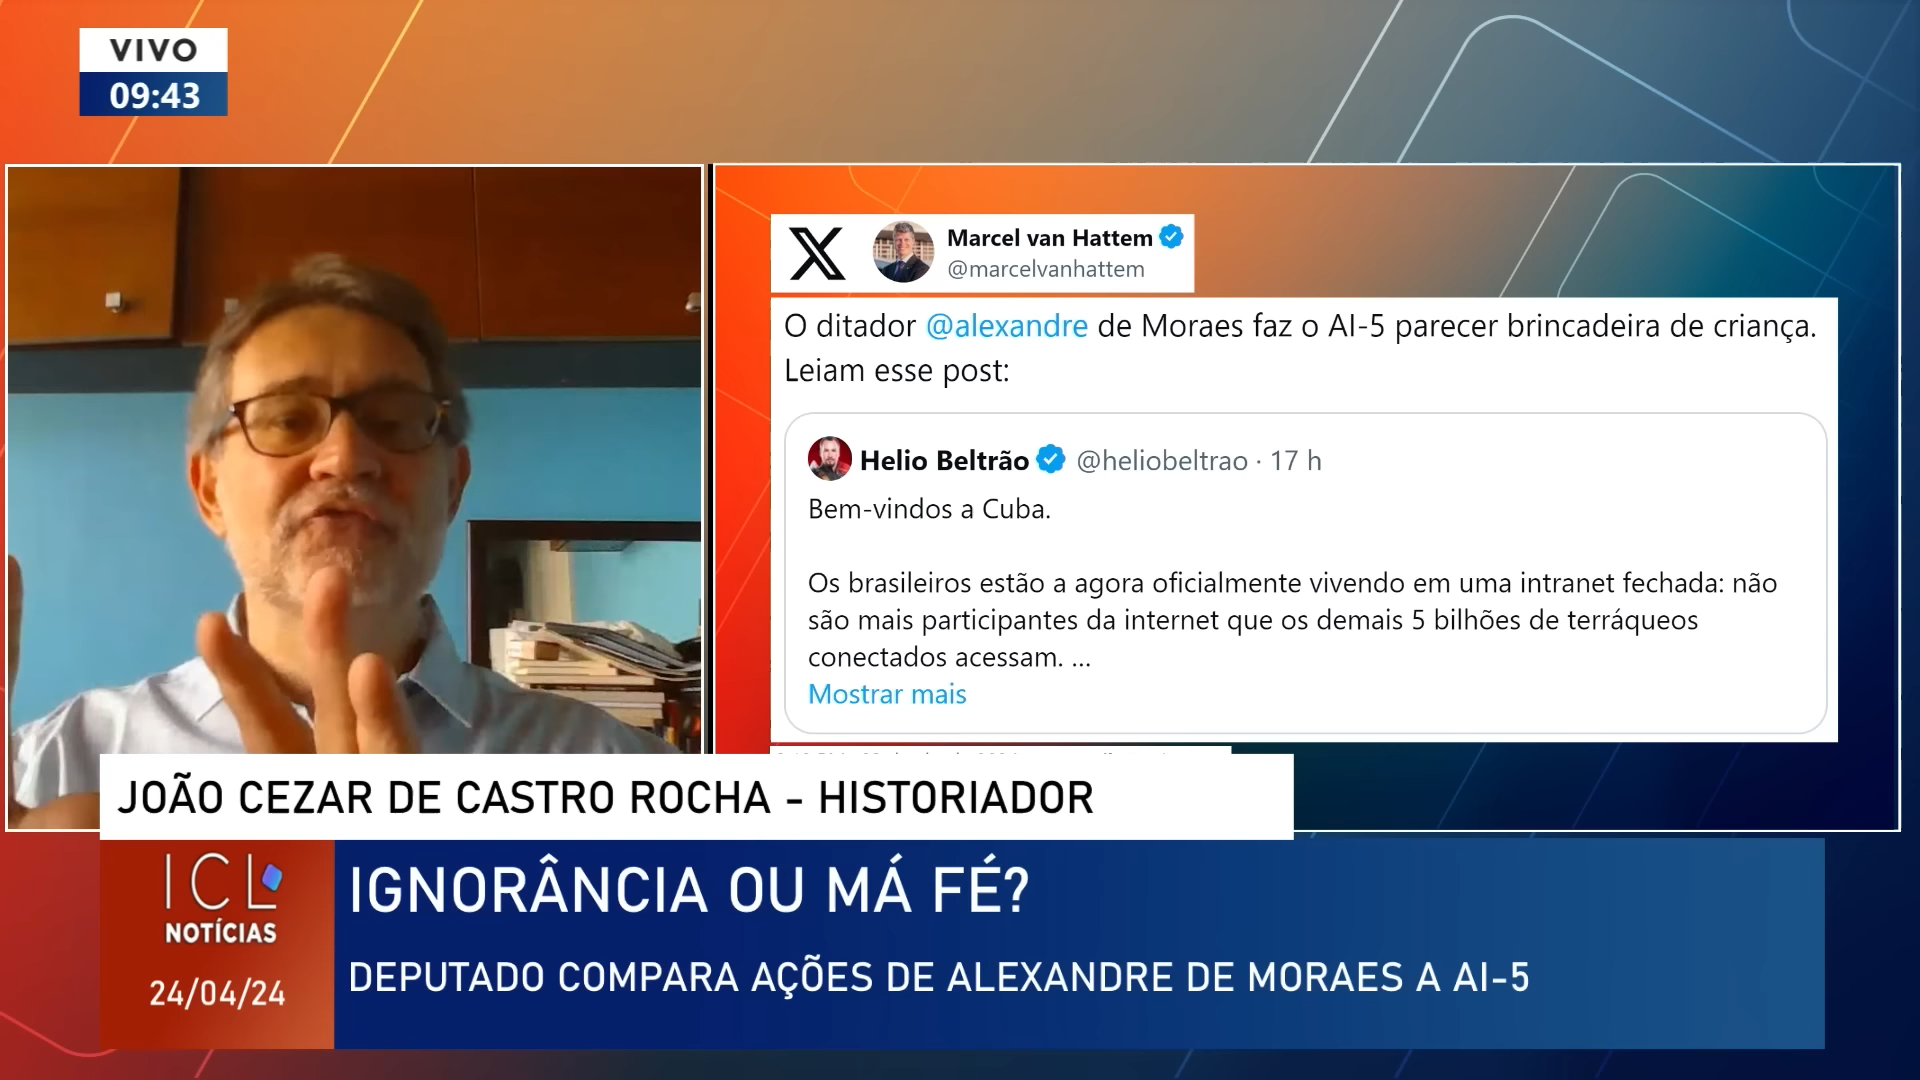 VIVO
09:43
Marcel van Hattem
@marcelvanhattem
O ditador @alexandre de Moraes faz o AI-5 parecer brincadeira de criança.
Leiam esse post:
Helio Beltrão @heliobeltrao · 17 h
Bem-vindos a Cuba.
Os brasileiros estão a agora oficialmente vivendo em uma intranet fechada: não
são mais participantes da internet que os demais 5 bilhões de terráqueos
conectados acessam. ...
Mostrar mais
JOÃO CEZAR DE CASTRO ROCHA - HISTORIADOR
ICL
NOTÍCIAS
24/04/24
IGNORÂNCIA OU MÁ FÉ?
DEPUTADO COMPARA AÇÕES DE ALEXANDRE DE MORAES A AI-5